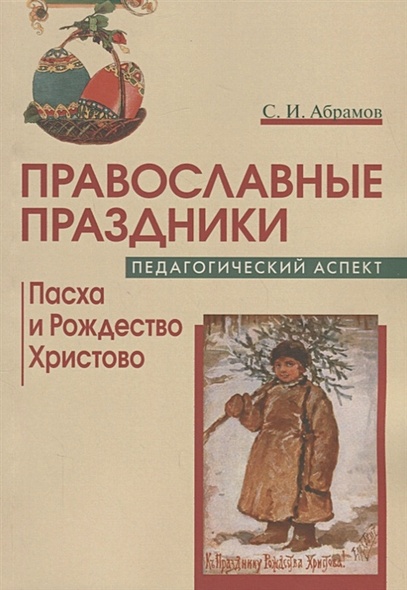 С. И. Абрамов
ПРАВОСЛАВНЫЕ
ПРАЗДНИКИ
ПЕДАГОГИЧЕСКИЙ АСПЕКТ
Пасха
и Рождество
Христово
Къ Празднику Рождества Христова!